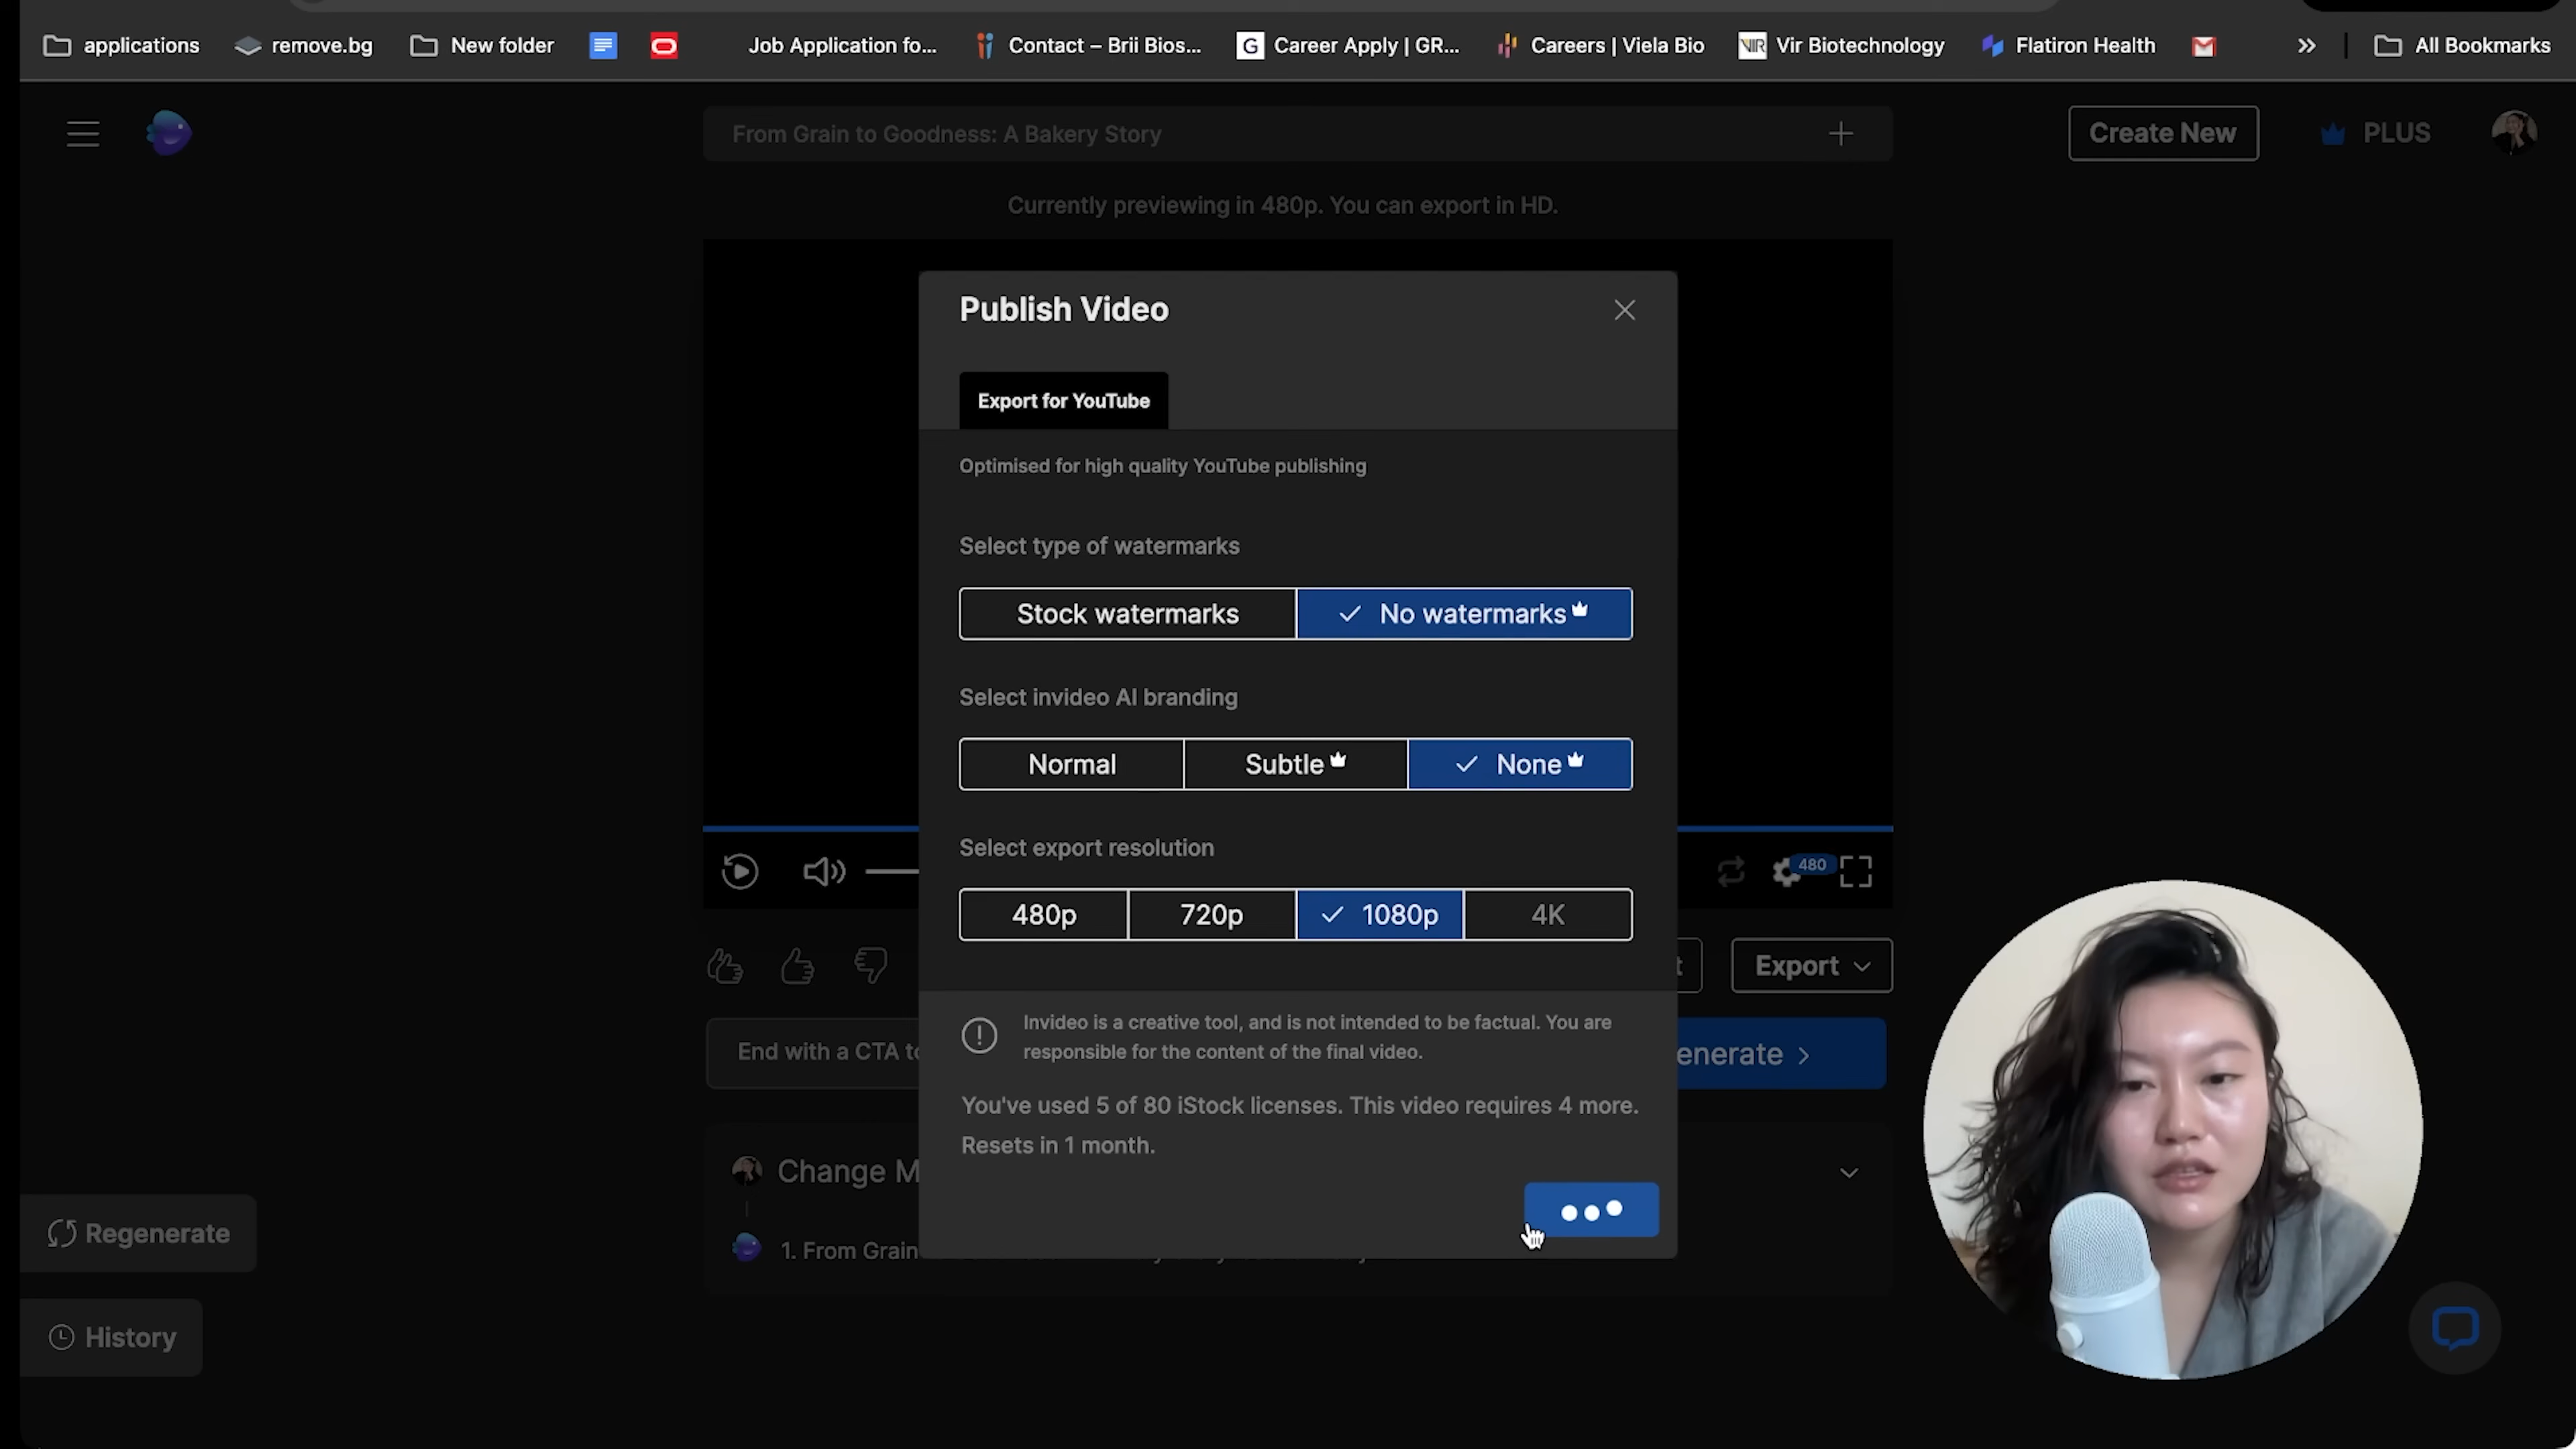 applications
remove.bg
New folder
Job Application fo...
Contact – Brii Bios...
G
Career Apply | GR...
Careers | Viela Bio
VIR
Vir Biotechnology
Flatiron Health
»
All Bookmarks
From Grain to Goodness: A Bakery Story
Create New
PLUS
Currently previewing in 480p. You can export in HD.
Publish Video
Export for YouTube
Optimised for high quality YouTube publishing
Select type of watermarks
Stock watermarks
No watermarks
Select invideo AI branding
Normal
Subtle
None
Select export resolution
480p
720p
1080p
4K
480
Export
Invideo is a creative tool, and is not intended to be factual. You are
responsible for the content of the final video.
End with a CTA to
enerate
You've used 5 of 80 iStock licenses. This video requires 4 more.
Resets in 1 month.
Change M
1. From Grain
Regenerate
History